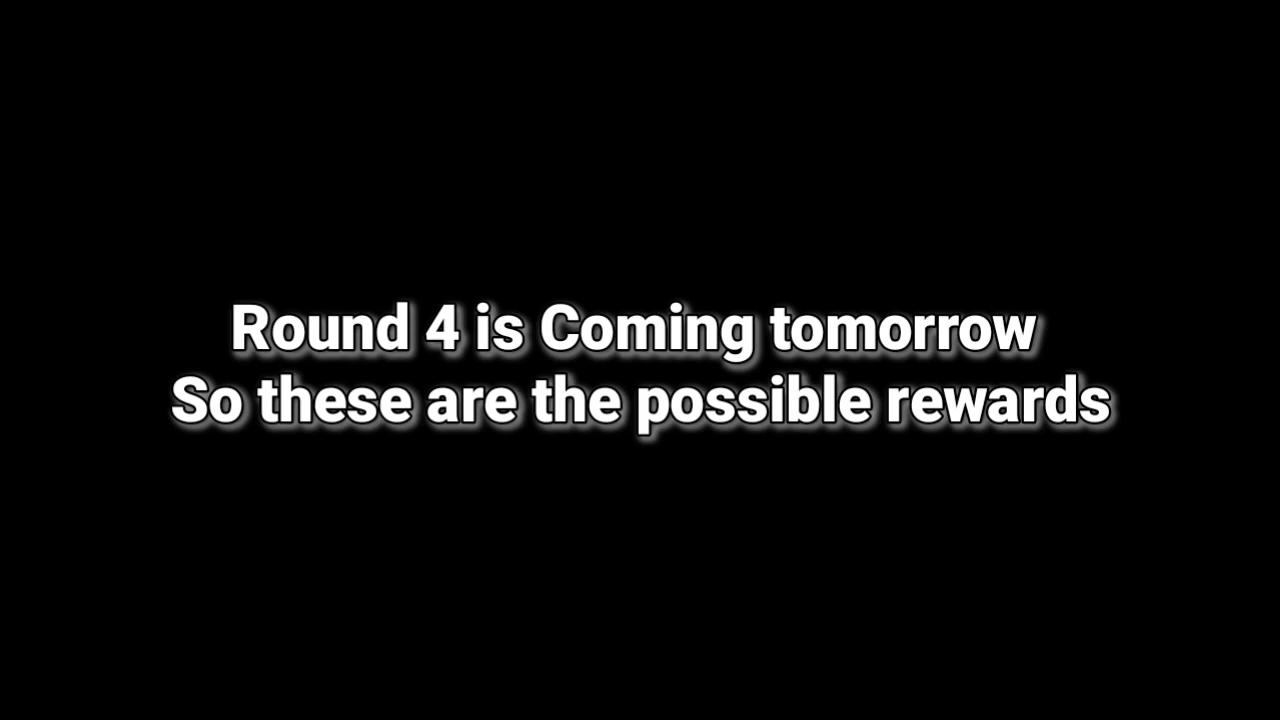 Round 4 is Coming tomorrow
So these are the possible rewards